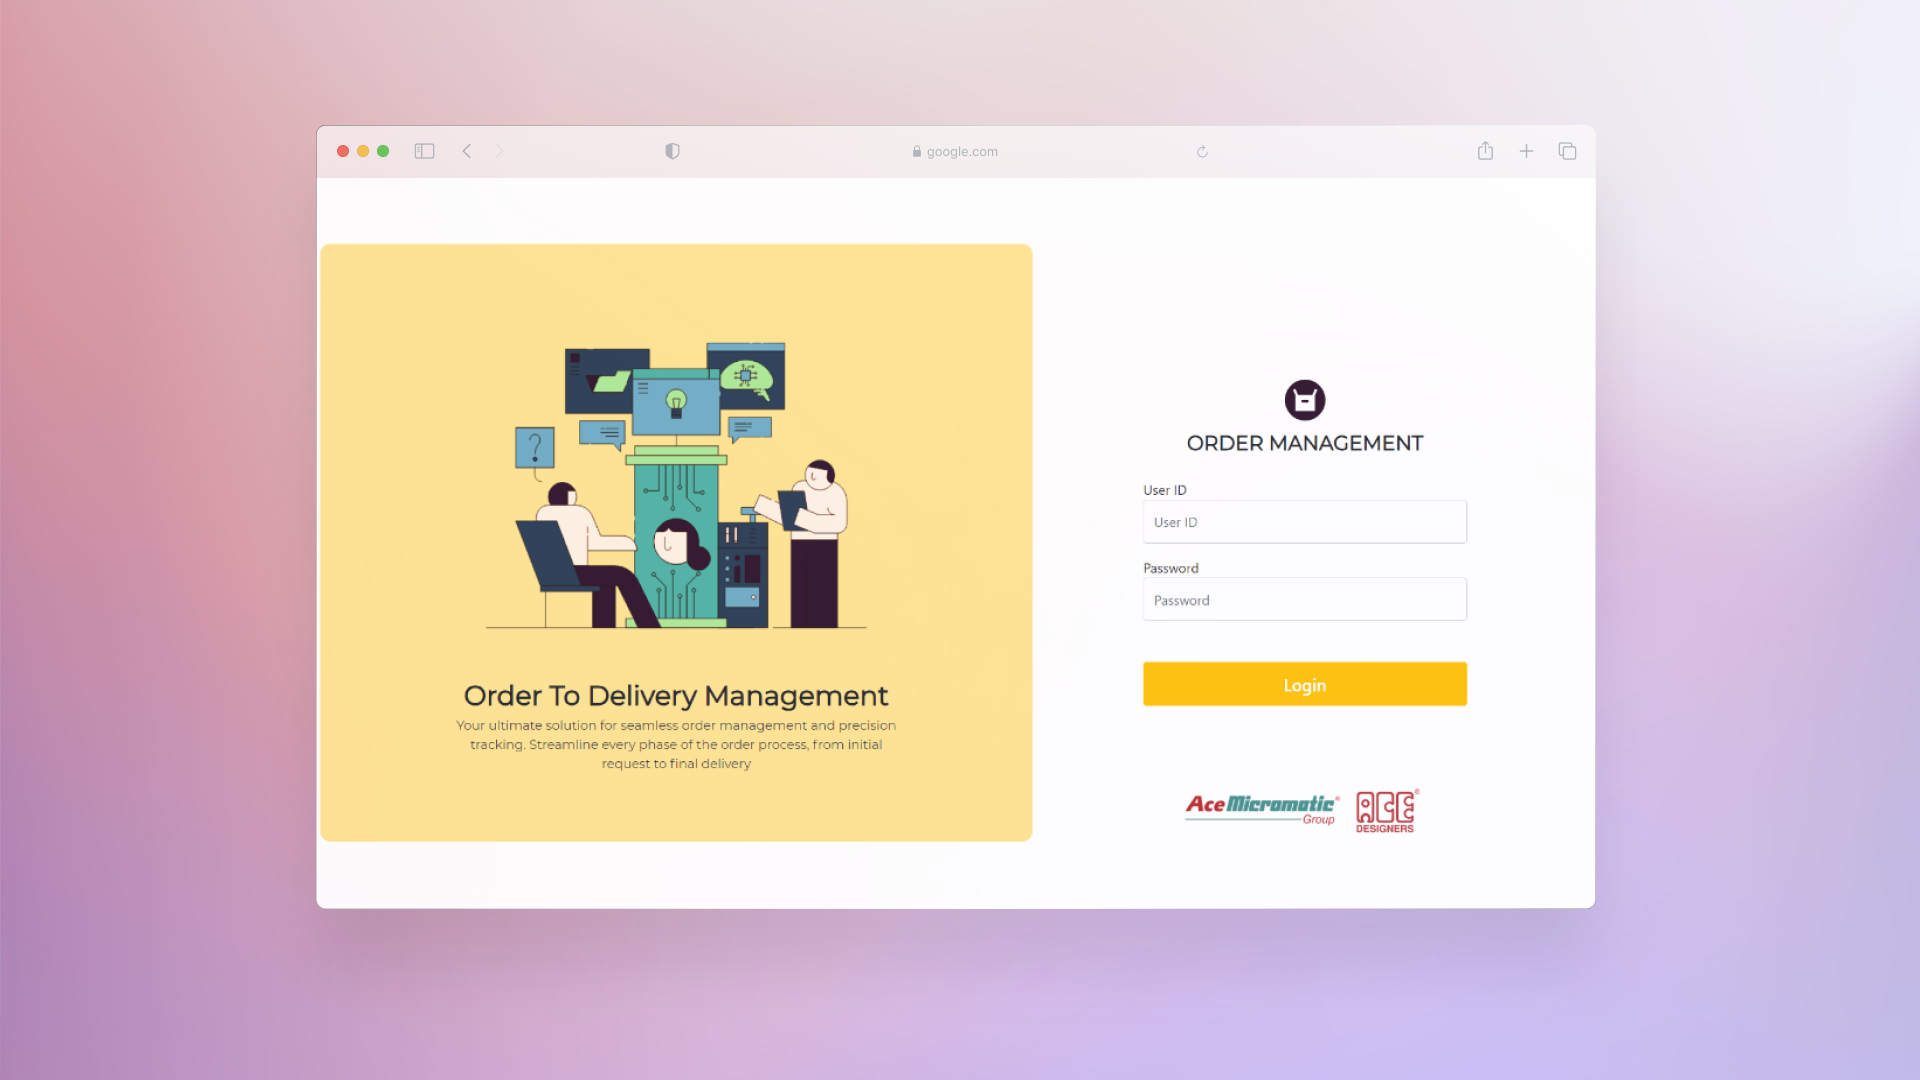 google.com
?
Order To Delivery Management
Your ultimate solution for seamless order management and precision
tracking. Streamline every phase of the order process, from initial
request to final delivery
ORDER MANAGEMENT
User ID
User ID
Password
Password
Login
AceMicromatic®
Group
ACE®
DESIGNERS